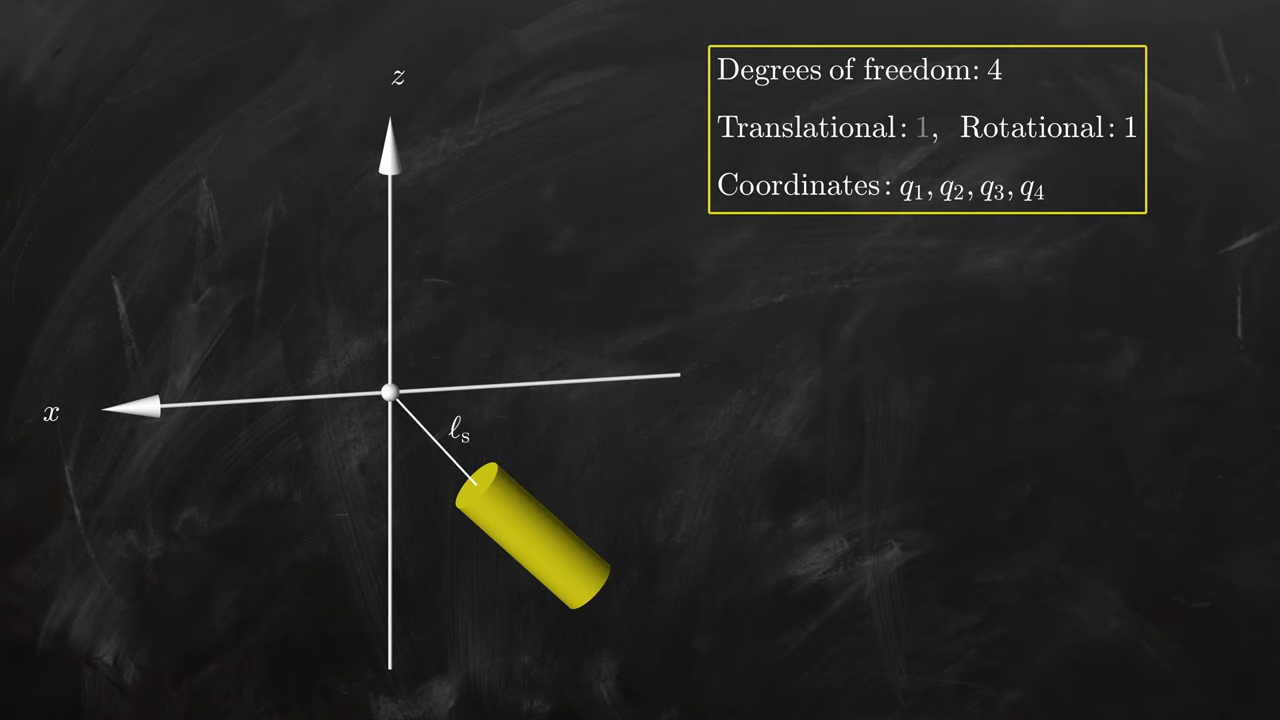 z
Degrees of freedom: 4
Translational: 1, Rotational: 1
Coordinates: q₁, q₂, q₃, q₄
x
ℓₛ